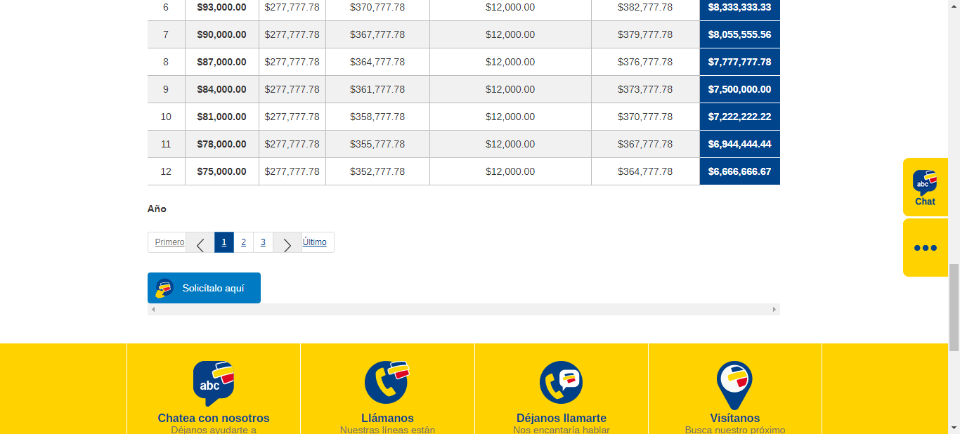 6 $93,000.00 $277,777.78 $370,777.78 $12,000.00 $382,777.78 $8,333,333.33
7 $90,000.00 $277,777.78 $367,777.78 $12,000.00 $379,777.78 $8,055,555.56
8 $87,000.00 $277,777.78 $364,777.78 $12,000.00 $376,777.78 $7,777,777.78
9 $84,000.00 $277,777.78 $361,777.78 $12,000.00 $373,777.78 $7,500,000.00
10 $81,000.00 $277,777.78 $358,777.78 $12,000.00 $370,777.78 $7,222,222.22
11 $78,000.00 $277,777.78 $355,777.78 $12,000.00 $367,777.78 $6,944,444.44
12 $75,000.00 $277,777.78 $352,777.78 $12,000.00 $364,777.78 $6,666,666.67
abc
Chat
Año
Primero 1 2 3 Último
Solicítalo aquí
abc
Chatea con nosotros Llámanos Déjanos llamarte Visítanos
Déjanos ayudarte a Nuestras líneas están Nos encantaría hablar Busca nuestro próximo